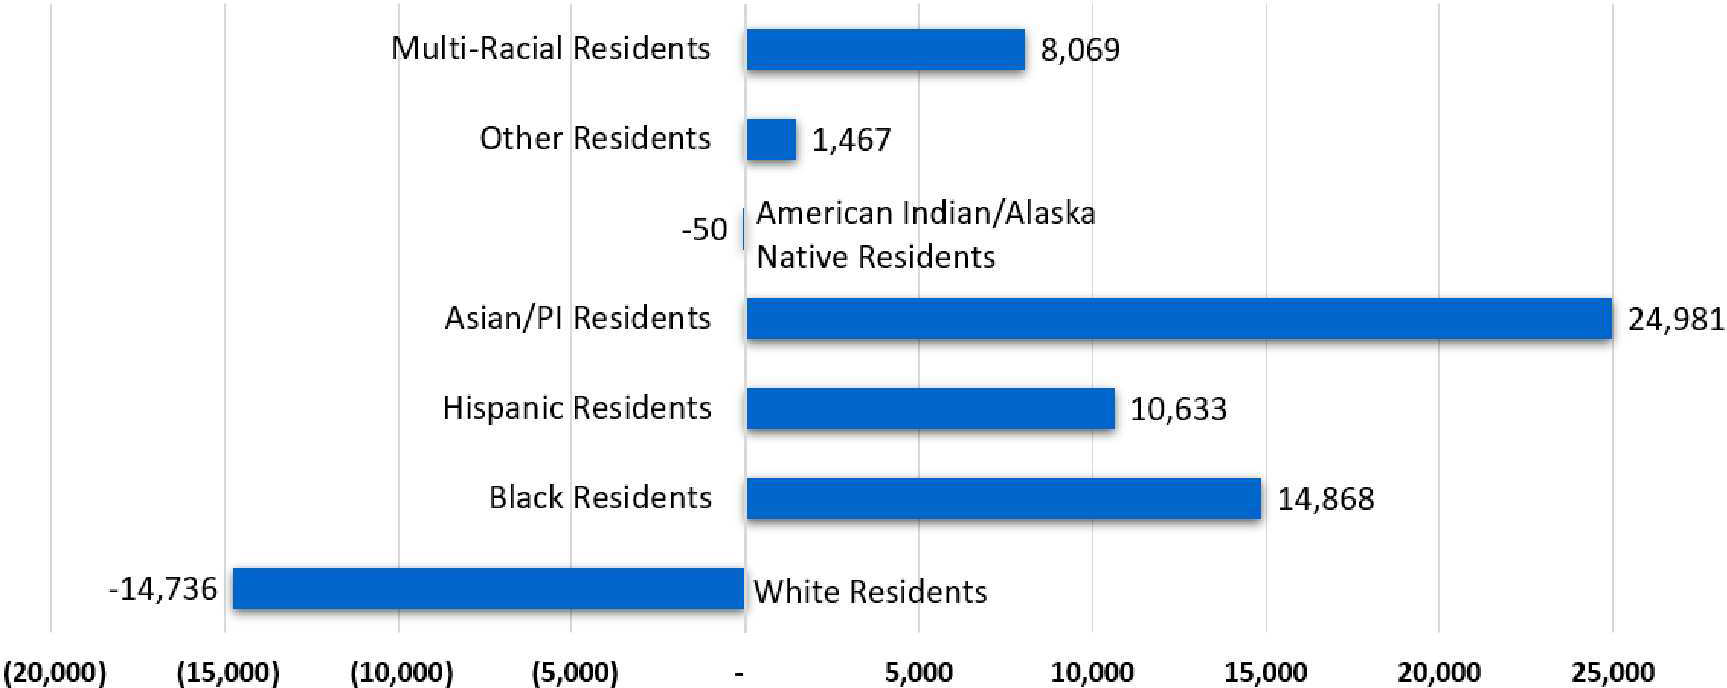 Multi-Racial Residents 8,069
Other Residents 1,467
-50 American Indian/Alaska
Native Residents
Asian/PI Residents 24,981
Hispanic Residents 10,633
Black Residents 14,868
-14,736 White Residents
(20,000) (15,000) (10,000) (5,000) - 5,000 10,000 15,000 20,000 25,000